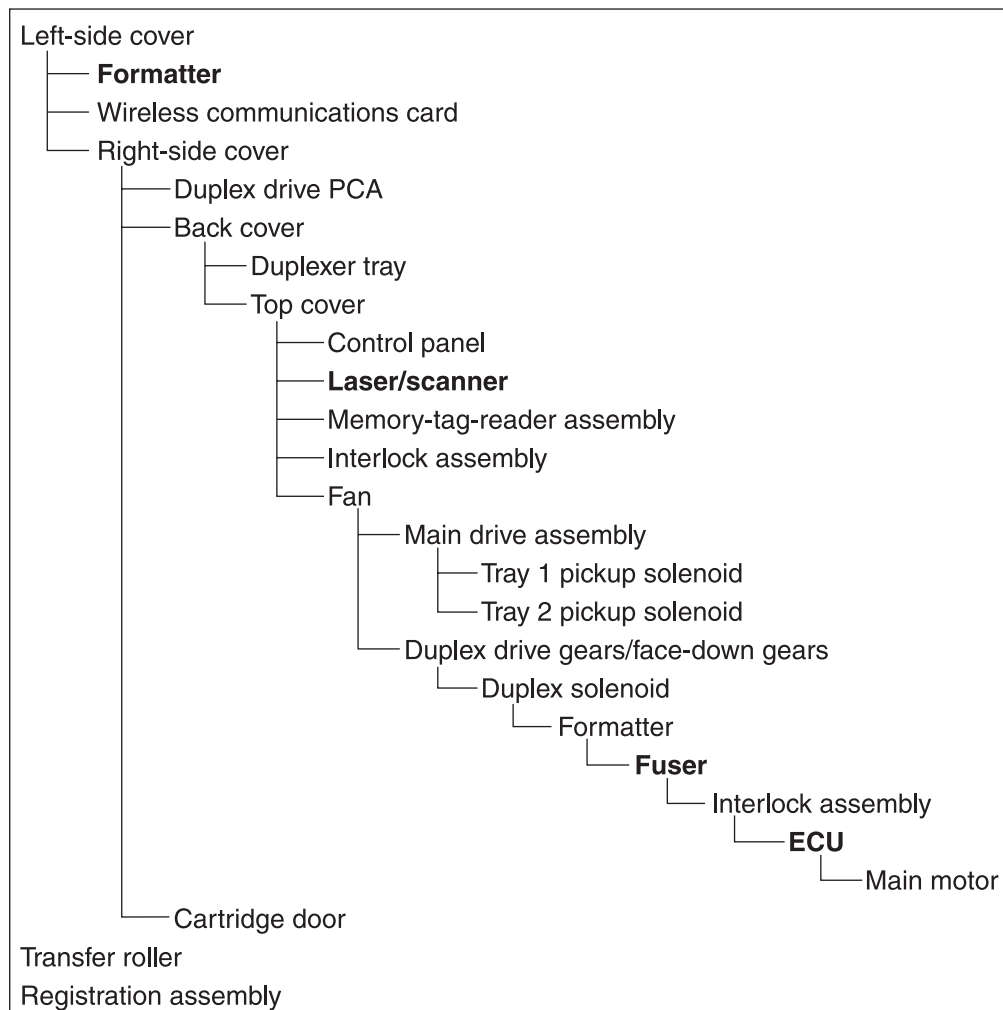 Left-side cover
Formatter
Wireless communications card
Right-side cover
Duplex drive PCA
Back cover
Duplexer tray
Top cover
Control panel
Laser/scanner
Memory-tag-reader assembly
Interlock assembly
Fan
Main drive assembly
Tray 1 pickup solenoid
Tray 2 pickup solenoid
Duplex drive gears/face-down gears
Duplex solenoid
Formatter
Fuser
Interlock assembly
ECU
Main motor
Cartridge door
Transfer roller
Registration assembly